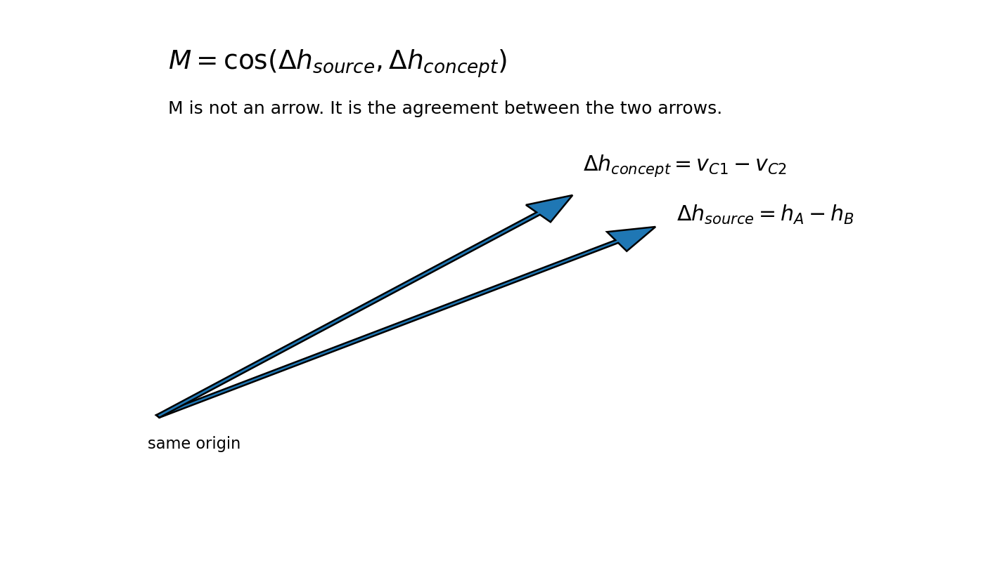 M = cos(Δh_source, Δh_concept)
M is not an arrow. It is the agreement between the two arrows.
Δh_concept = v_C1 − v_C2
Δh_source = h_A − h_B
same origin